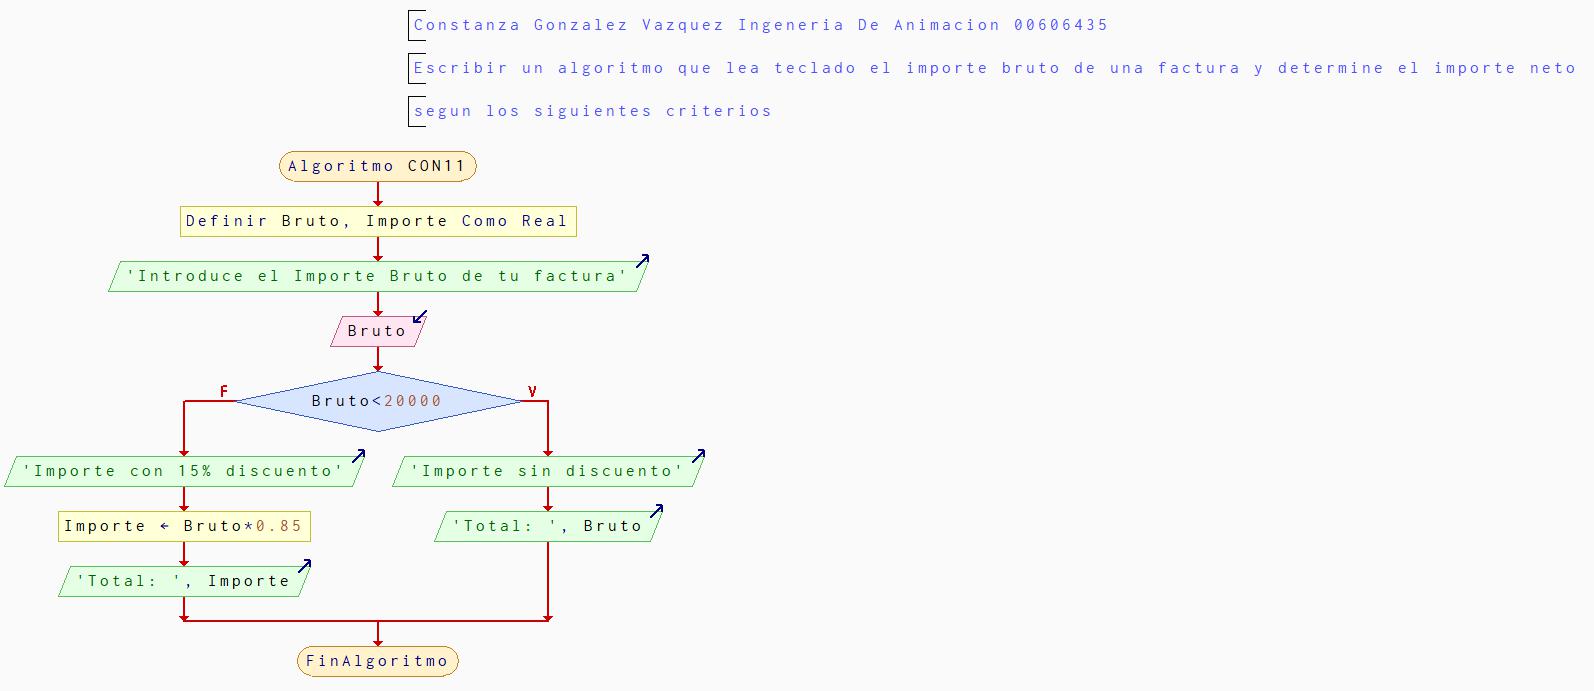 Constanza Gonzalez Vazquez Ingeneria De Animacion 00606435
Escribir un algoritmo que lea teclado el importe bruto de una factura y determine el importe neto
segun los siguientes criterios
Algoritmo CON11
Definir Bruto, Importe Como Real
'Introduce el Importe Bruto de tu factura'
Bruto
F
V
Bruto<20000
'Importe con 15% discuento'
'Importe sin discuento'
Importe ← Bruto*0.85
'Total: ', Bruto
'Total: ', Importe
FinAlgoritmo